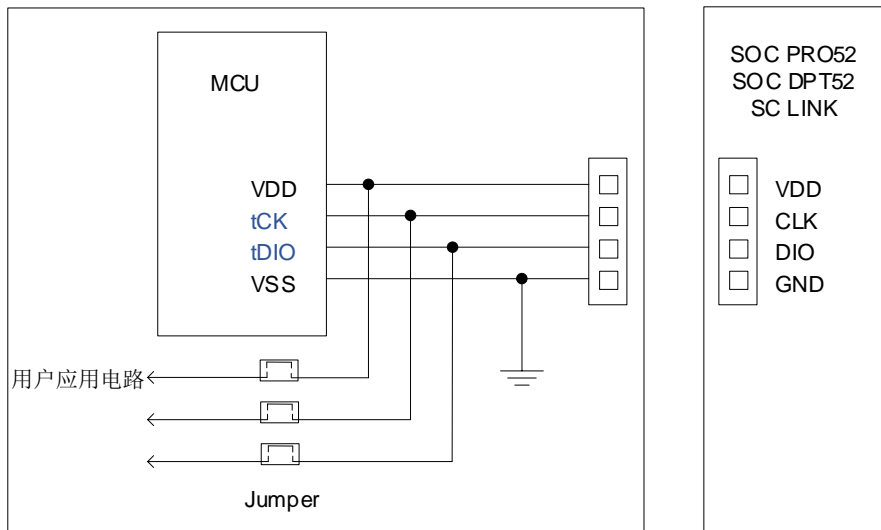 MCU
VDD
tCK
tDIO
VSS
用户应用电路
Jumper
SOC PRO52
SOC DPT52
SC LINK
VDD
CLK
DIO
GND